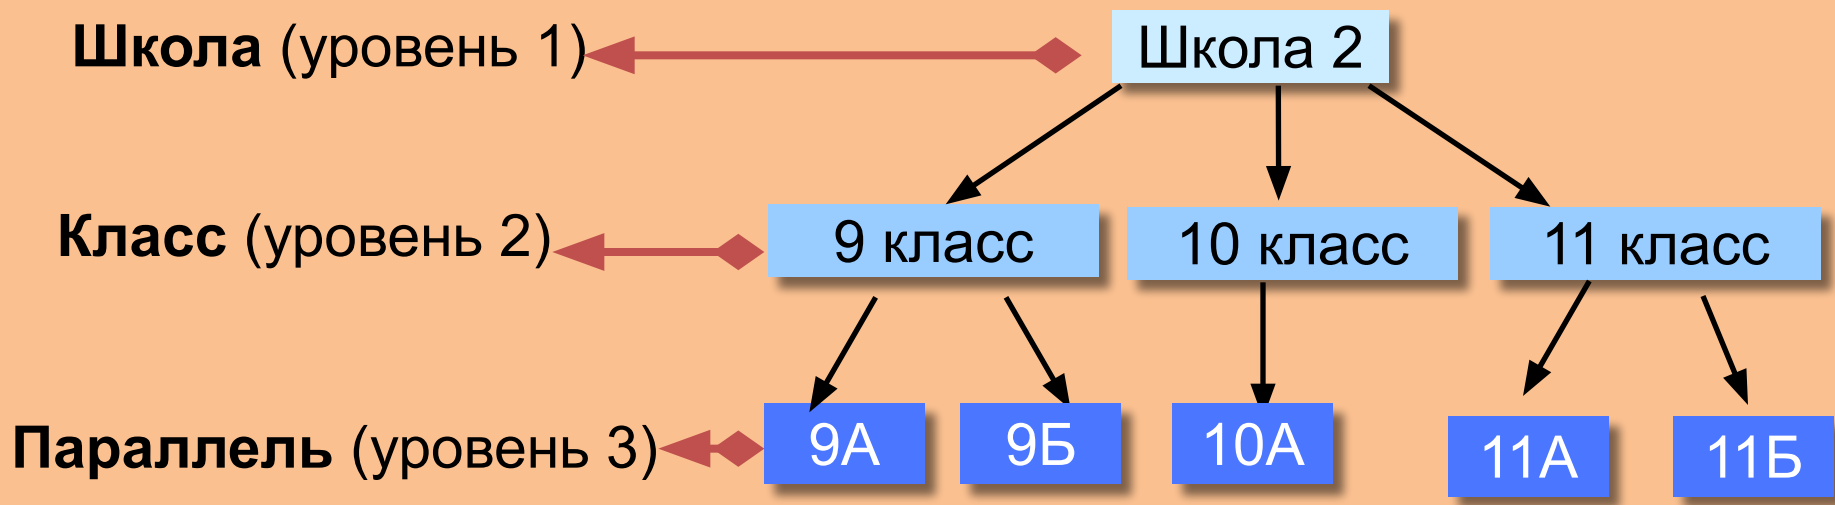 Школа (уровень 1)
Школа 2
Класс (уровень 2)
9 класс
10 класс
11 класс
Параллель (уровень 3)
9А
9Б
10А
11А
11Б